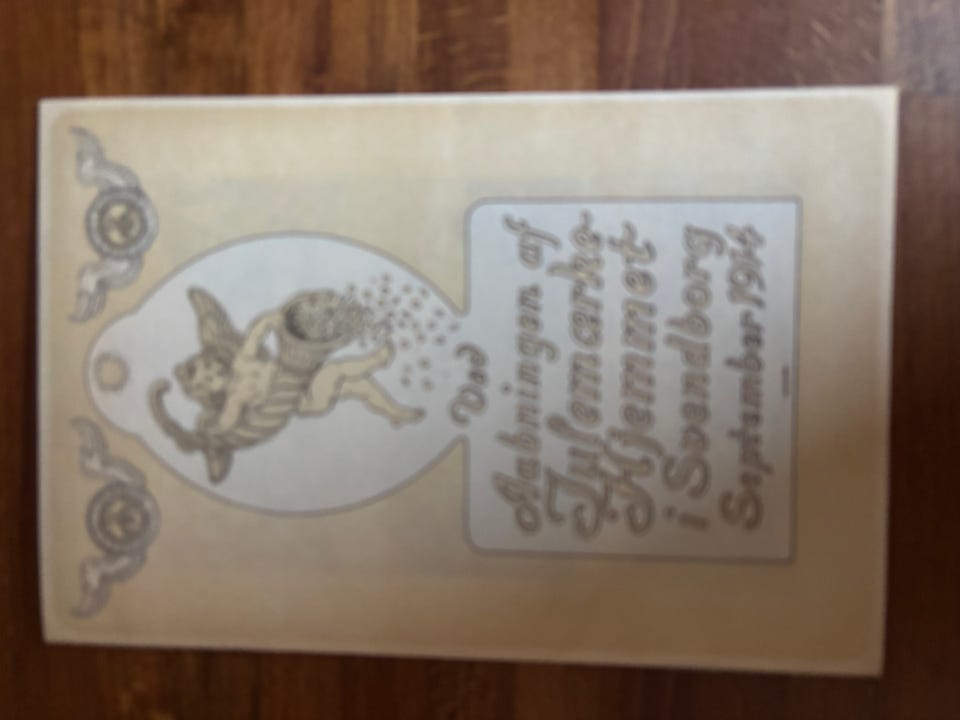 Ved
Aabningen af
Julemærke-
Hjemmet
i Svendborg
September 1914